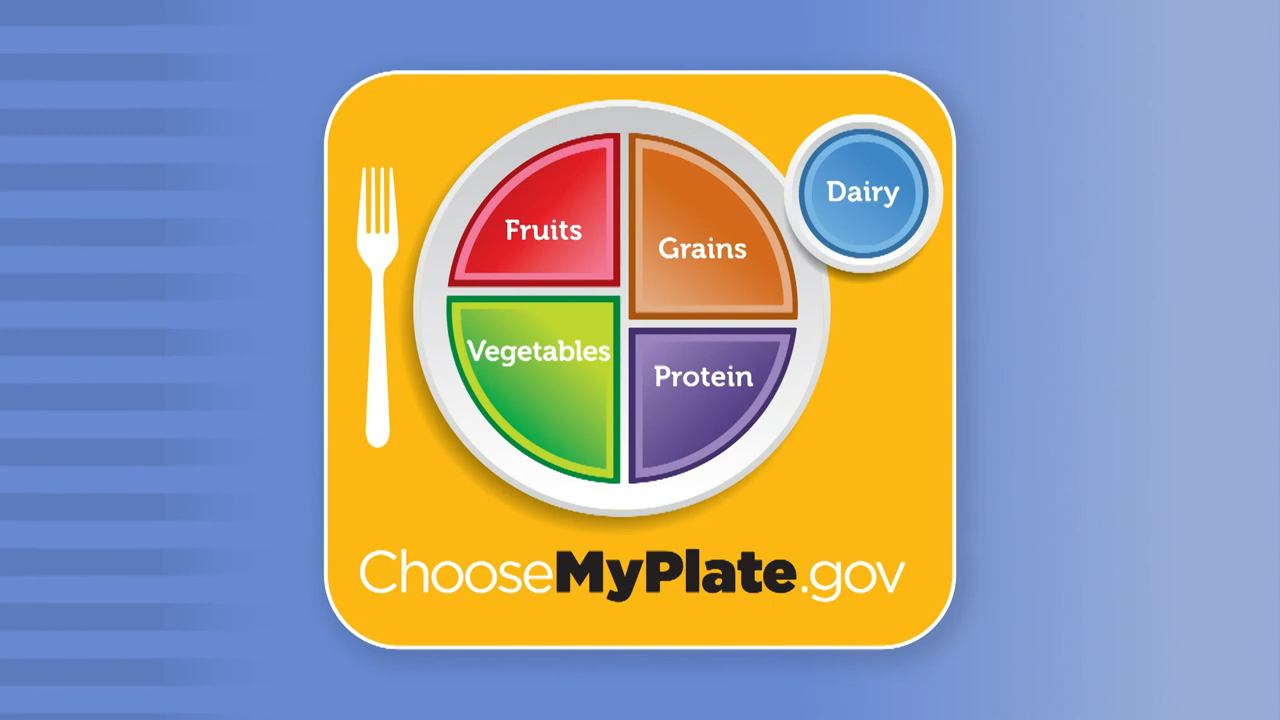 Fruits
Grains
Dairy
Vegetables
Protein
ChooseMyPlate.gov